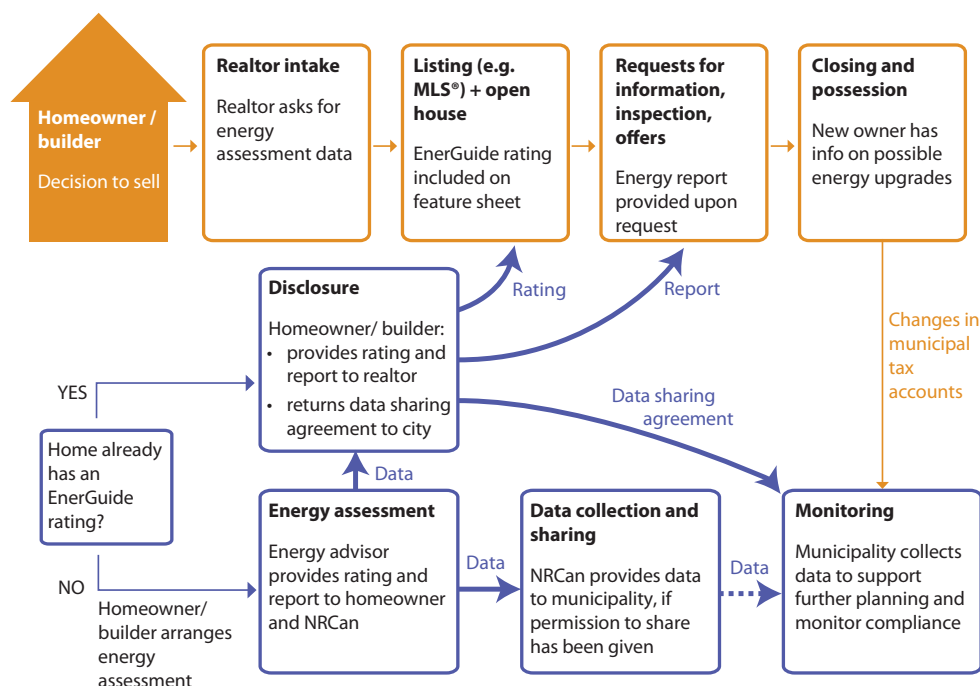 Homeowner /
builder
Decision to sell
Realtor intake
Realtor asks for
energy
assessment data
Listing (e.g.
MLS®) + open
house
EnerGuide rating
included on
feature sheet
Requests for
information,
inspection,
offers
Energy report
provided upon
request
Closing and
possession
New owner has
info on possible
energy upgrades
Rating
Report
Changes in
municipal
tax
accounts
Disclosure
Homeowner/ builder:
• provides rating and
report to realtor
• returns data sharing
agreement to city
Data sharing
agreement
YES
Home already
has an
EnerGuide
rating?
NO
Homeowner/
builder arranges
energy
assessment
Data
Energy assessment
Energy advisor
provides rating and
report to homeowner
and NRCan
Data
Data collection and
sharing
NRCan provides data
to municipality, if
permission to share
has been given
Data
Monitoring
Municipality collects
data to support
further planning and
monitor compliance